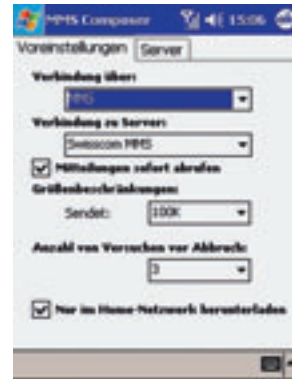 MMS Composer 15:06
Voreinstellungen Server
Verbindung über:
MMS
Verbindung zu Server:
Swisscom MMS
Mitteilungen sofort abrufen
Größenbeschränkungen:
Sendet: 100K
Anzahl von Versuchen vor Abbruch:
3
Nur im Home-Netzwerk herunterladen